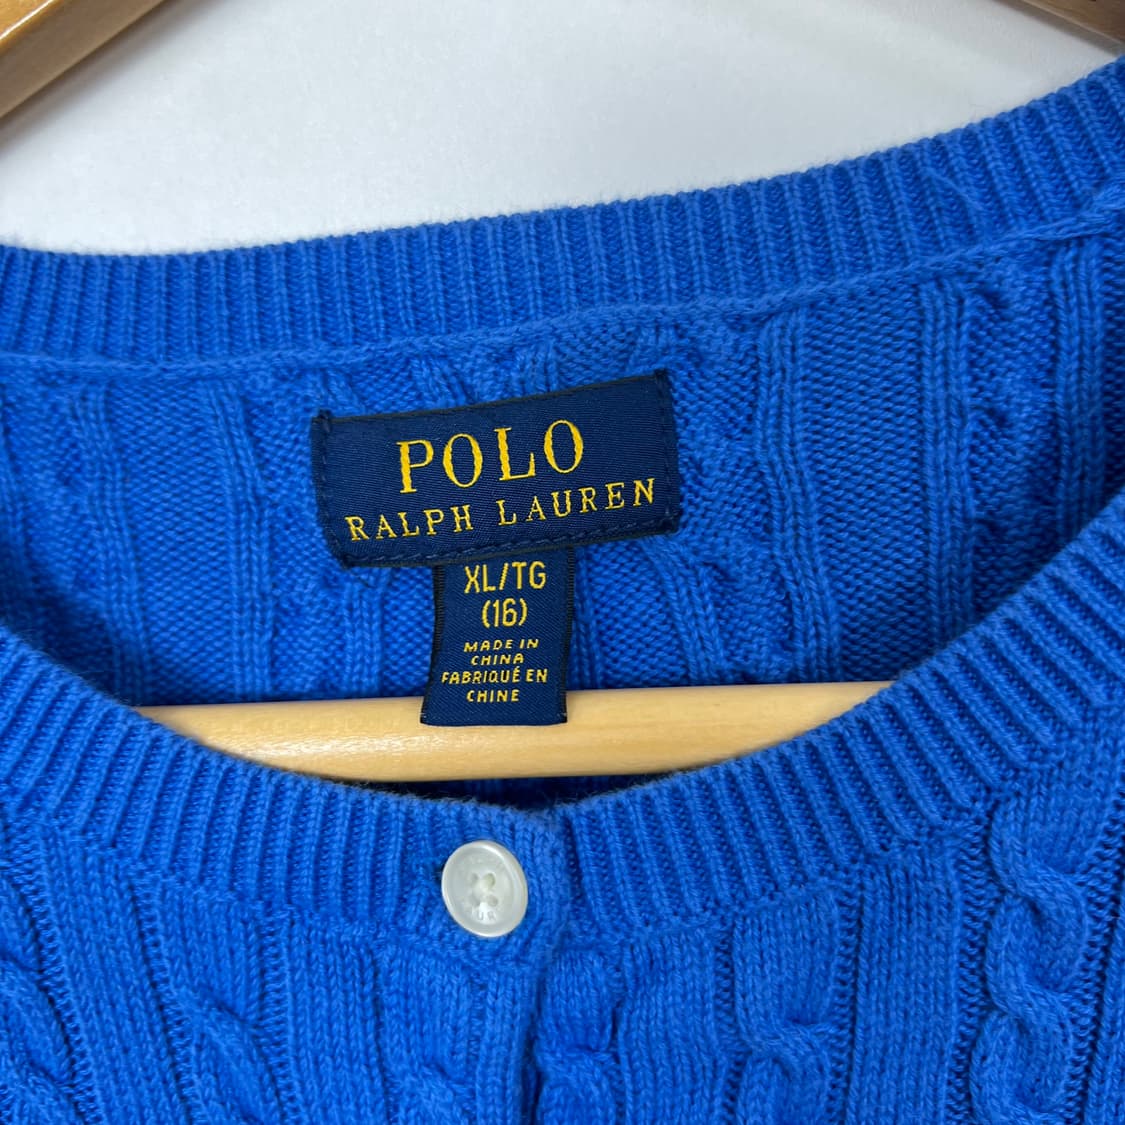 POLO
RALPH LAUREN
XL/TG
(16)
MADE IN
CHINA
FABRIQUÉ EN
CHINE